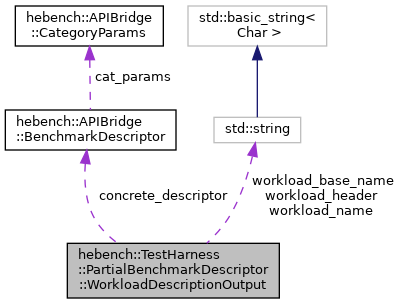 hebench::APIBridge
::CategoryParams
std::basic_string<
Char >
cat_params
hebench::APIBridge
::BenchmarkDescriptor
std::string
concrete_descriptor
workload_base_name
workload_header
workload_name
hebench::TestHarness
::PartialBenchmarkDescriptor
::WorkloadDescriptionOutput